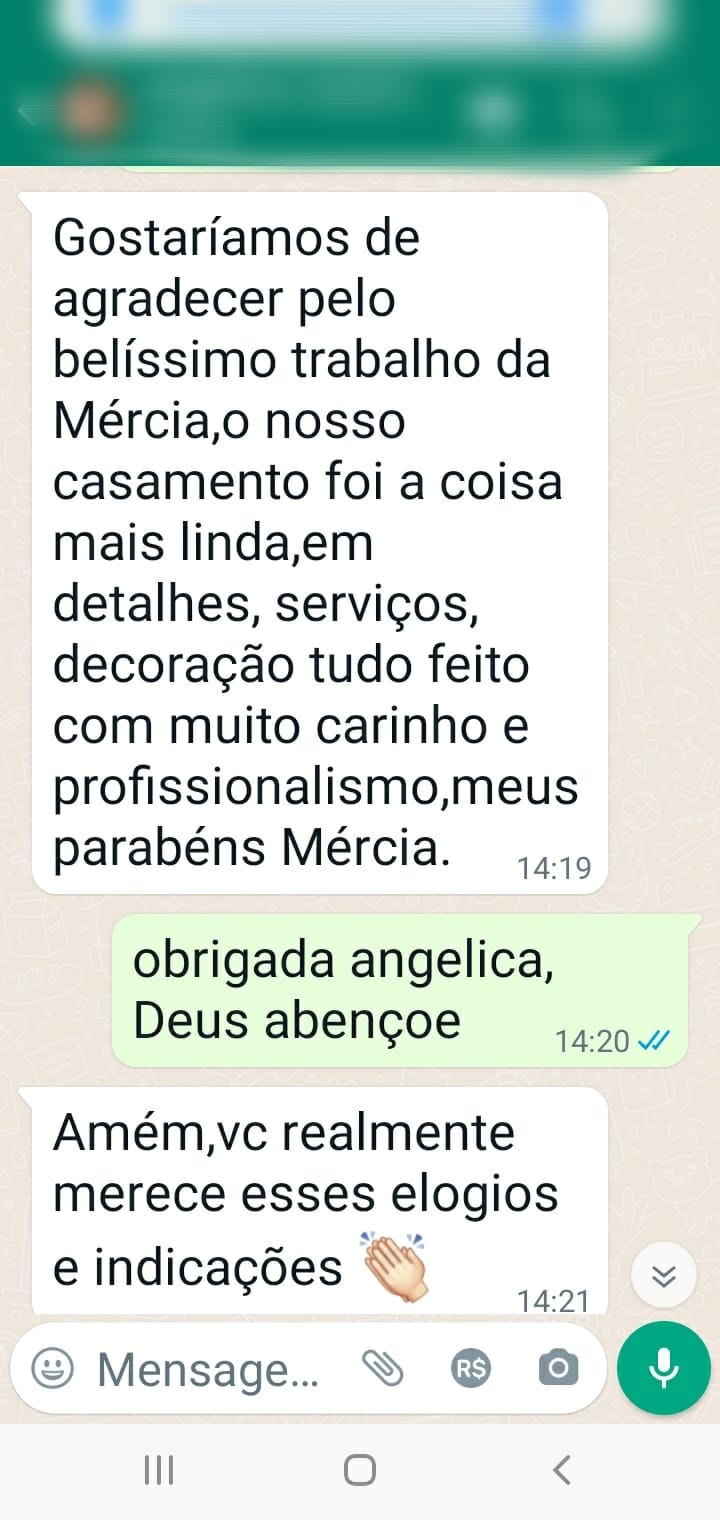 Gostaríamos de
agradecer pelo
belíssimo trabalho da
Mércia,o nosso
casamento foi a coisa
mais linda,em
detalhes, serviços,
decoração tudo feito
com muito carinho e
profissionalismo,meus
parabéns Mércia.
14:19
obrigada angelica,
Deus abençoe
14:20
Amém,vc realmente
merece esses elogios
e indicações 👏🏻
14:21
Mensage...
R$